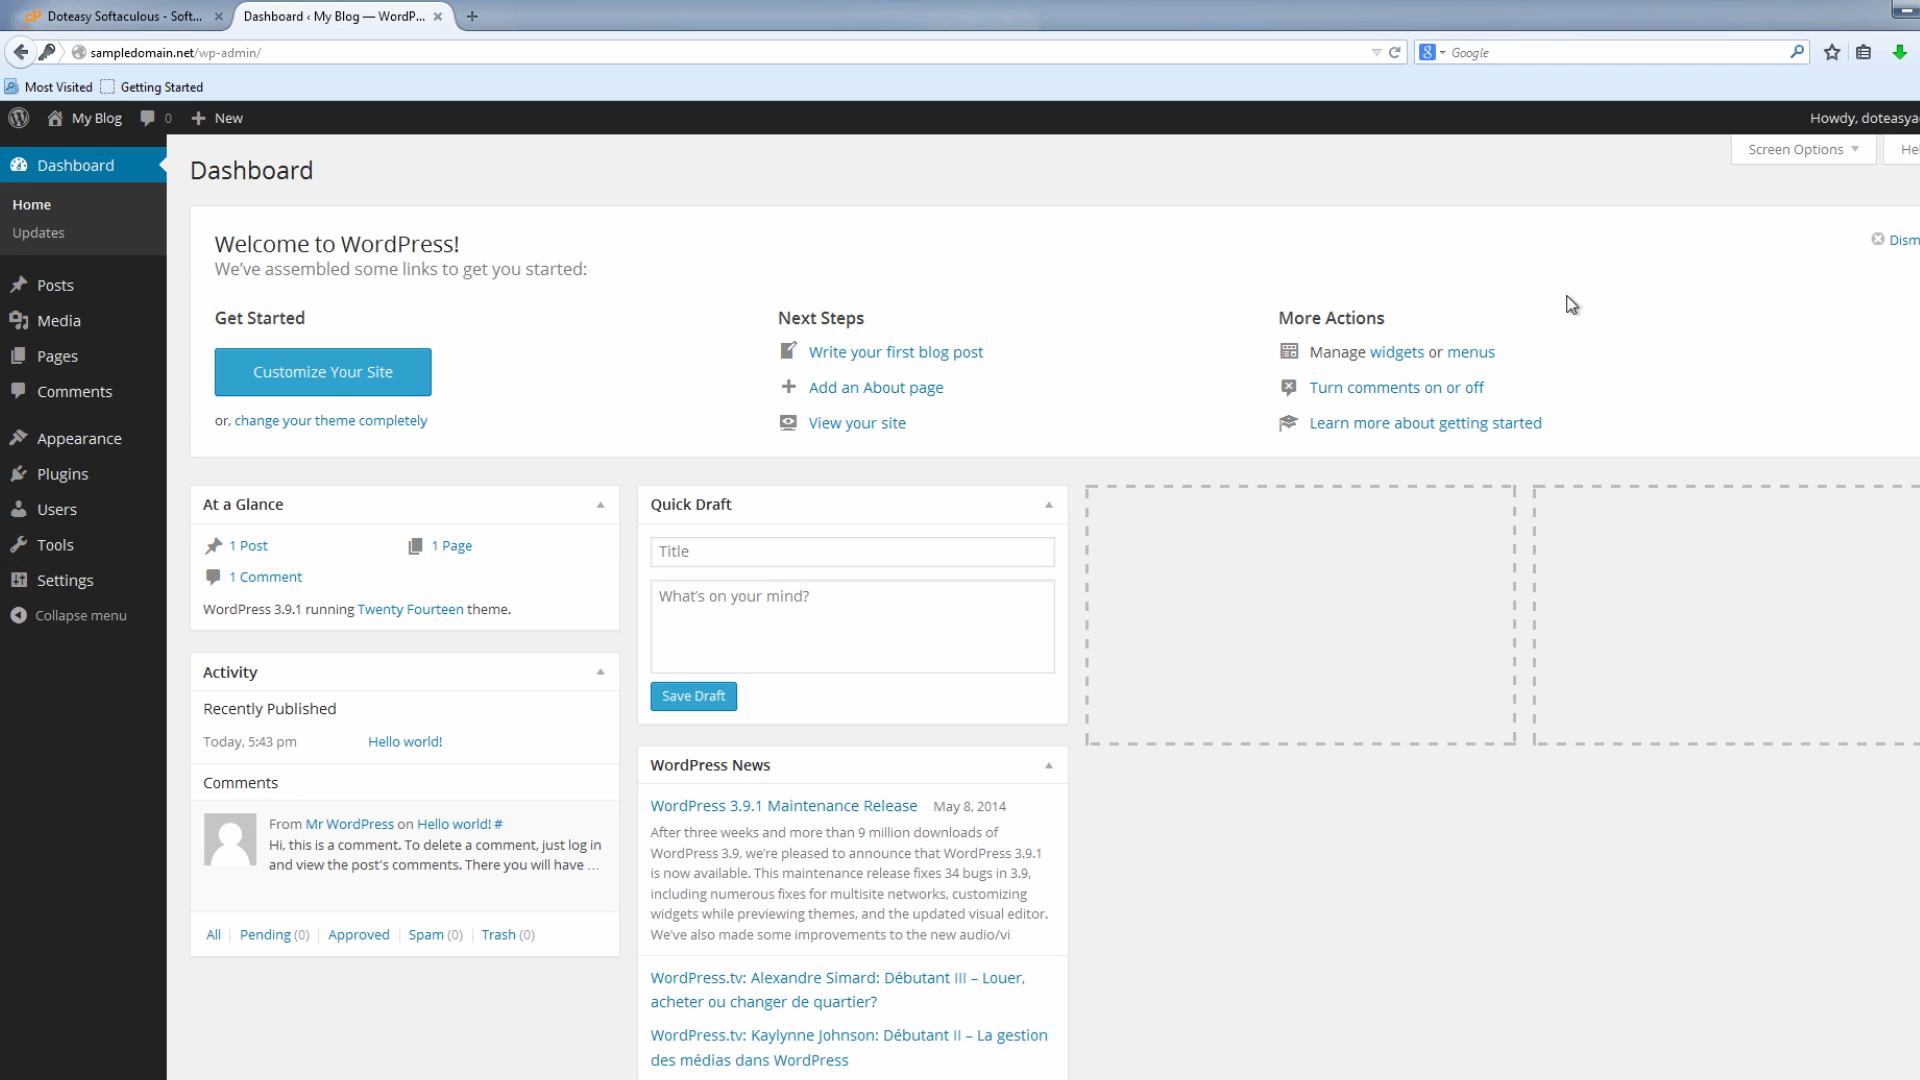 Doteasy Softaculous - Soft...
Dashboard ‹ My Blog — WordP...
sampledomain.net/wp-admin/
Google
Most Visited
Getting Started
My Blog
0
New
Howdy, doteasya
Dashboard
Home
Updates
Posts
Media
Pages
Comments
Appearance
Plugins
Users
Tools
Settings
Collapse menu
Screen Options
Hel
Dashboard
Welcome to WordPress!
We've assembled some links to get you started:
Dism
Get Started
Customize Your Site
or, change your theme completely
Next Steps
Write your first blog post
Add an About page
View your site
More Actions
Manage widgets or menus
Turn comments on or off
Learn more about getting started
At a Glance
1 Post
1 Page
1 Comment
WordPress 3.9.1 running Twenty Fourteen theme.
Activity
Recently Published
Today, 5:43 pm
Hello world!
Comments
From Mr WordPress on Hello world! #
Hi, this is a comment. To delete a comment, just log in
and view the post's comments. There you will have ...
All | Pending (0) | Approved | Spam (0) | Trash (0)
Quick Draft
Title
What's on your mind?
Save Draft
WordPress News
WordPress 3.9.1 Maintenance Release May 8, 2014
After three weeks and more than 9 million downloads of
WordPress 3.9, we're pleased to announce that WordPress 3.9.1
is now available. This maintenance release fixes 34 bugs in 3.9,
including numerous fixes for multisite networks, customizing
widgets while previewing themes, and the updated visual editor.
We've also made some improvements to the new audio/vi
WordPress.tv: Alexandre Simard: Débutant III – Louer,
acheter ou changer de quartier?
WordPress.tv: Kaylynne Johnson: Débutant II – La gestion
des médias dans WordPress